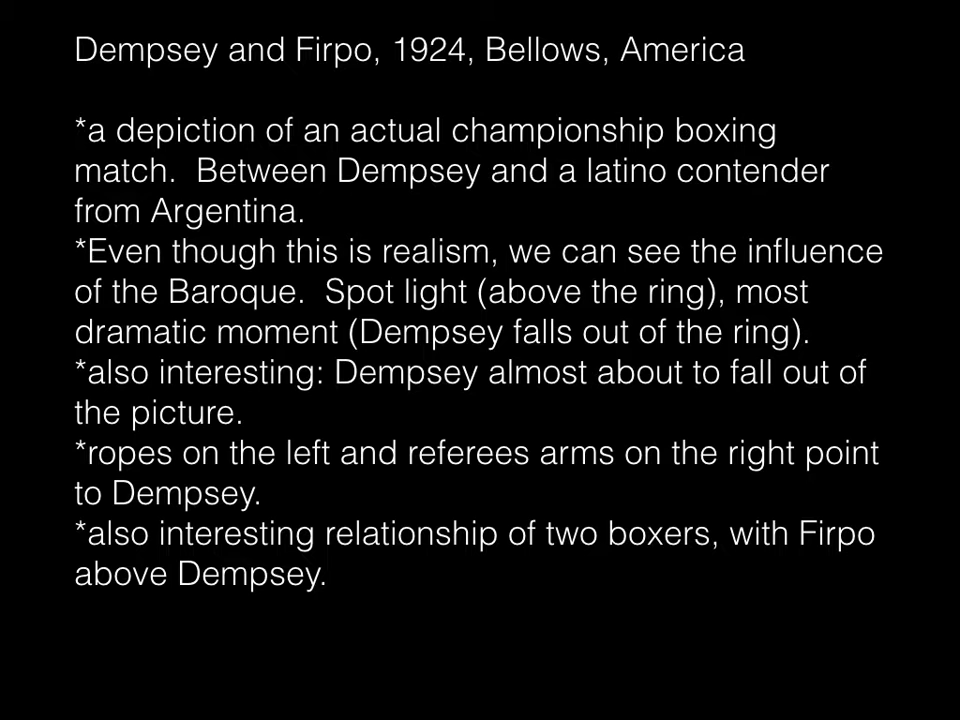 Dempsey and Firpo, 1924, Bellows, America
*a depiction of an actual championship boxing
match.  Between Dempsey and a latino contender
from Argentina.
*Even though this is realism, we can see the influence
of the Baroque.  Spot light (above the ring), most
dramatic moment (Dempsey falls out of the ring).
*also interesting: Dempsey almost about to fall out of
the picture.
*ropes on the left and referees arms on the right point
to Dempsey.
*also interesting relationship of two boxers, with Firpo
above Dempsey.